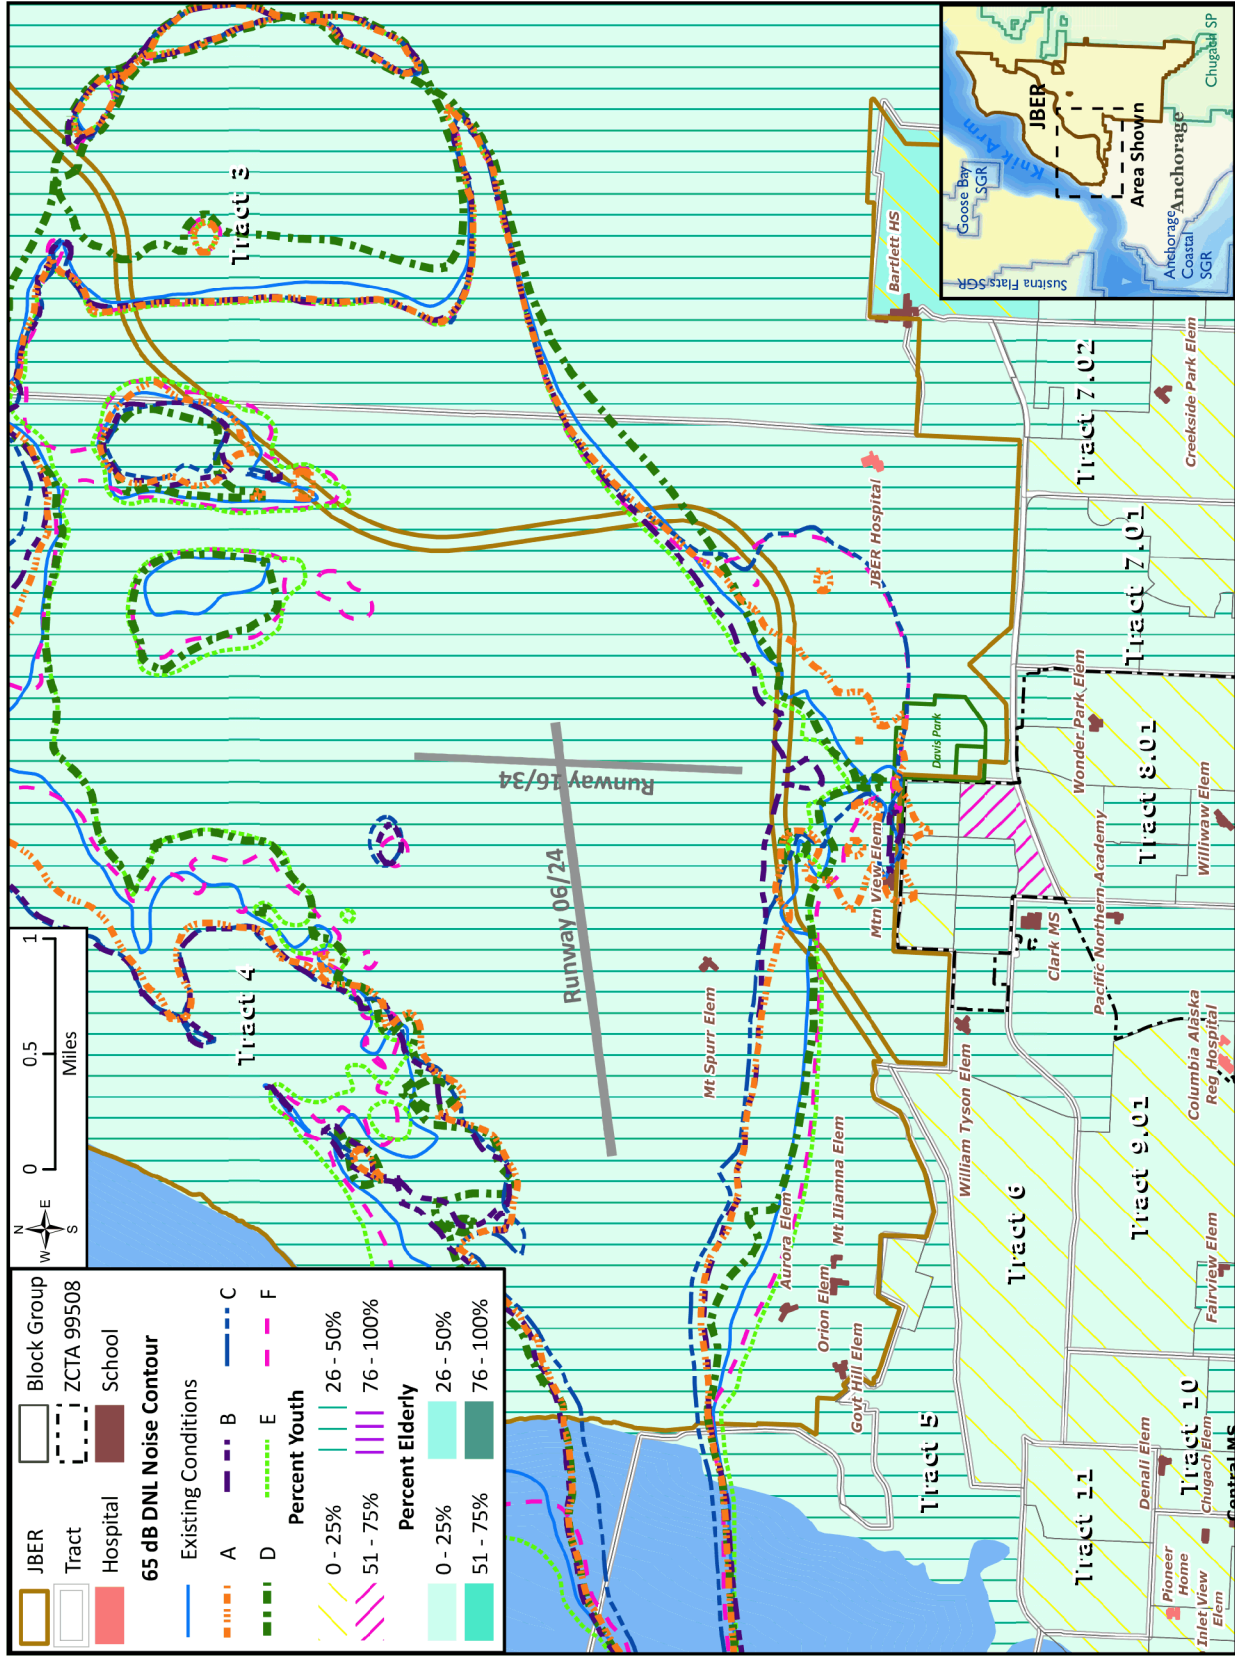 JBER
Tract
Hospital
Block Group
ZCTA 99508
School
65 dB DNL Noise Contour
Existing Conditions
A
B
C
D
E
F
Percent Youth
0 - 25%
26 - 50%
51 - 75%
76 - 100%
Percent Elderly
0 - 25%
26 - 50%
51 - 75%
76 - 100%
N
E
S
W
0
0.5
1
Miles
Tract 4
Tract 3
Runway 06/24
Runway 16/34
Mt Spurr Elem
Aurora Elem
Mt Iliamna Elem
Orion Elem
Govt Hill Elem
Mtn View Elem
JBER Hospital
Bartlett HS
Davis Park
Tract 5
Tract 6
William Tyson Elem
Clark MS
Pacific Northern Academy
Wonder Park Elem
Tract 7.01
Tract 7.02
Creekside Park Elem
Tract 8.01
Williwaw Elem
Tract 9.01
Columbia Alaska
Reg Hospital
Fairview Elem
Tract 10
Denali Elem
Chugach Elem
Central MS
Tract 11
Pioneer
Home
Inlet View
Elem
Susitna Flats SGR
Goose Bay
SGR
Knik Arm
JBER
Area Shown
Anchorage
Anchorage
Coastal
SGR
Chugach SP